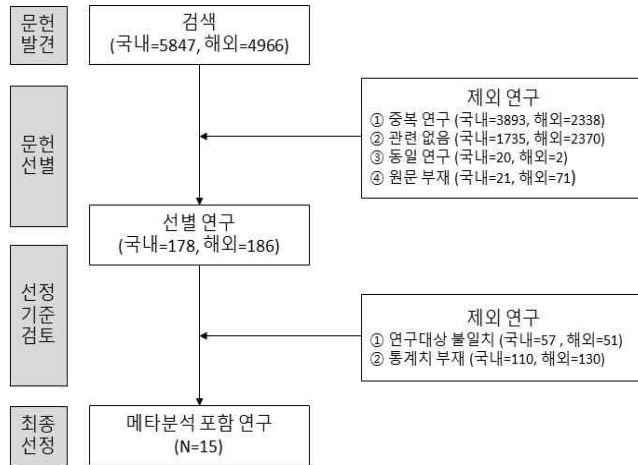 문헌
발견
검색
(국내=5847, 해외=4966)
문헌
선별
제외 연구
① 중복 연구 (국내=3893, 해외=2338)
② 관련 없음 (국내=1735, 해외=2370)
③ 동일 연구 (국내=20, 해외=2)
④ 원문 부재 (국내=21, 해외=71)
선별 연구
(국내=178, 해외=186)
선정
기준
검토
제외 연구
① 연구대상 불일치 (국내=57 , 해외=51)
② 통계치 부재 (국내=110, 해외=130)
최종
선정
메타분석 포함 연구
(N=15)